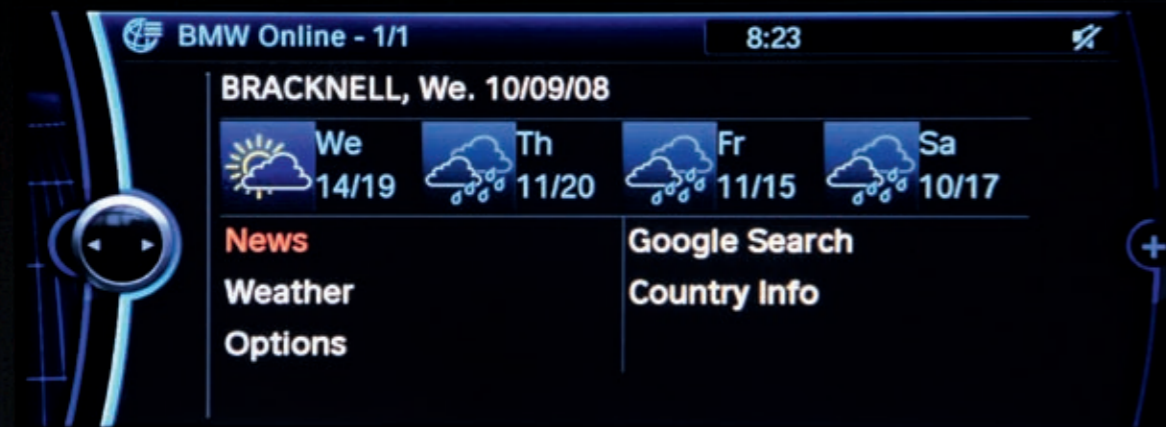 BMW Online - 1/1 8:23
BRACKNELL, We. 10/09/08
We Th Fr Sa
14/19 11/20 11/15 10/17
News Google Search
Weather Country Info
Options